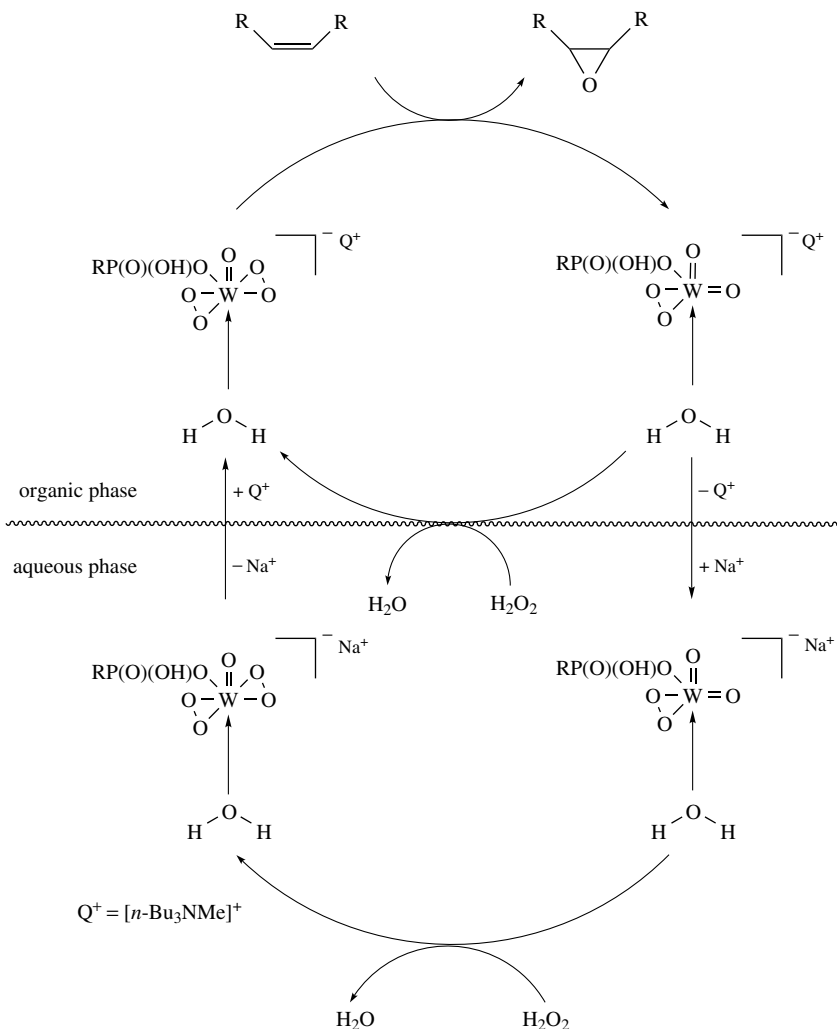 R R R R
O
O − Q⁺ O − Q⁺
RP(O)(OH)O O RP(O)(OH)O
O W O O W O
O O
O O
H H H H
organic phase + Q⁺ − Q⁺
aqueous phase − Na⁺ + Na⁺
H₂O H₂O₂
O − Na⁺ O − Na⁺
RP(O)(OH)O O RP(O)(OH)O
O W O O W O
O O
O O
H H H H
Q⁺ = [n-Bu₃NMe]⁺
H₂O H₂O₂